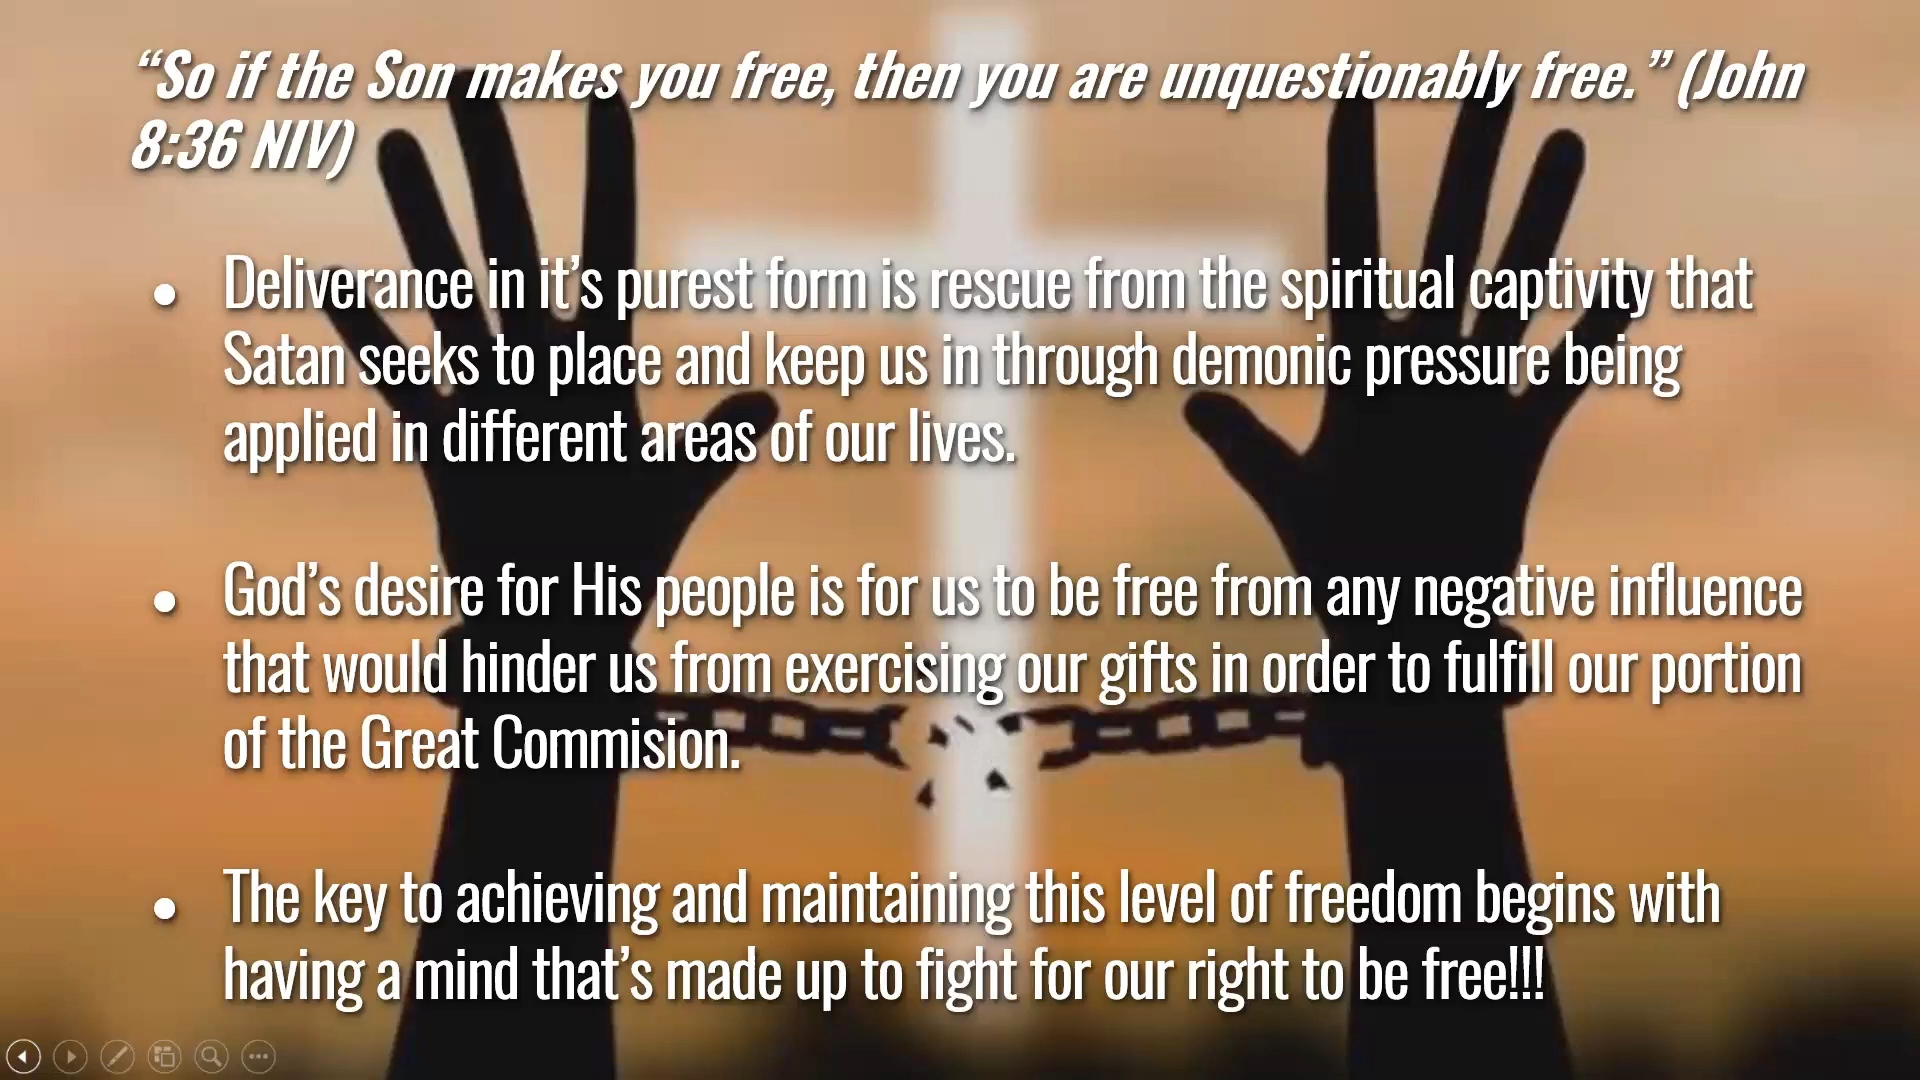 “So if the Son makes you free, then you are unquestionably free.” (John
8:36 NIV)
• Deliverance in it’s purest form is rescue from the spiritual captivity that
Satan seeks to place and keep us in through demonic pressure being
applied in different areas of our lives.
• God’s desire for His people is for us to be free from any negative influence
that would hinder us from exercising our gifts in order to fulfill our portion
of the Great Commision.
• The key to achieving and maintaining this level of freedom begins with
having a mind that’s made up to fight for our right to be free!!!